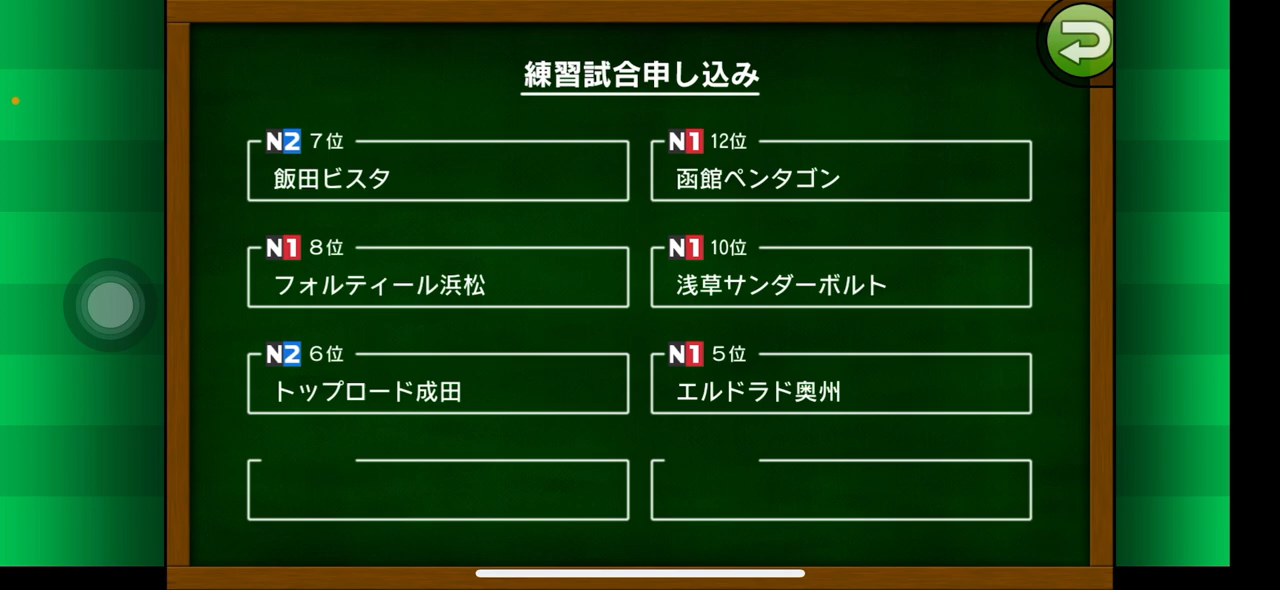 練習試合申し込み
N2 7位
飯田ビスタ
N1 12位
函館ペンタゴン
N1 8位
フォルティール浜松
N1 10位
浅草サンダーボルト
N2 6位
トップロード成田
N1 5位
エルドラド奥州